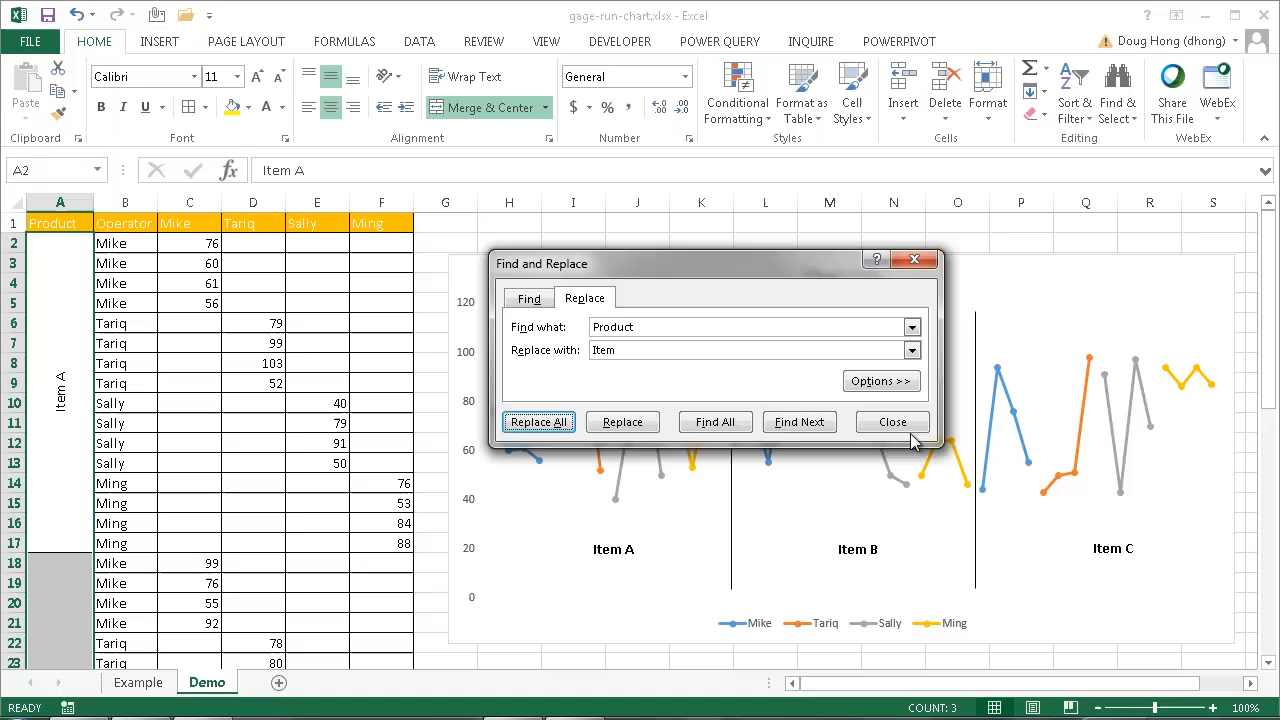 gage-run-chart.xlsx - Excel
FILE HOME INSERT PAGE LAYOUT FORMULAS DATA REVIEW VIEW DEVELOPER POWER QUERY INQUIRE POWERPIVOT Doug Hong (dhong)
Paste
Calibri 11
Wrap Text
General
Merge & Center
Conditional Formatting
Format as Table
Cell Styles
Insert Delete Format
Sort & Filter
Find & Select
Share This File
WebEx
Clipboard Font Alignment Number Styles Cells Editing WebEx
A2 fx Item A
A B C D E F G H I J K L M N O P Q R S
1 Product Operator Mike Tariq Sally Ming
2 Mike 76
3 Mike 60
4 Mike 61
5 Mike 56
6 Tariq 79
7 Tariq 99
8 Tariq 103
9 Tariq 52
Item A
10 Sally 40
11 Sally 79
12 Sally 91
13 Sally 50
14 Ming 76
15 Ming 53
16 Ming 84
17 Ming 88
18 Mike 99
19 Mike 76
20 Mike 55
21 Mike 92
22 Tariq 78
23 Tariq 80
Find and Replace
Find Replace
Find what: Product
Replace with: Item
Options >>
Replace All Replace Find All Find Next Close
120
100
80
60
40
20
0
Item A Item B Item C
Mike Tariq Sally Ming
Example Demo
READY COUNT: 3 100%